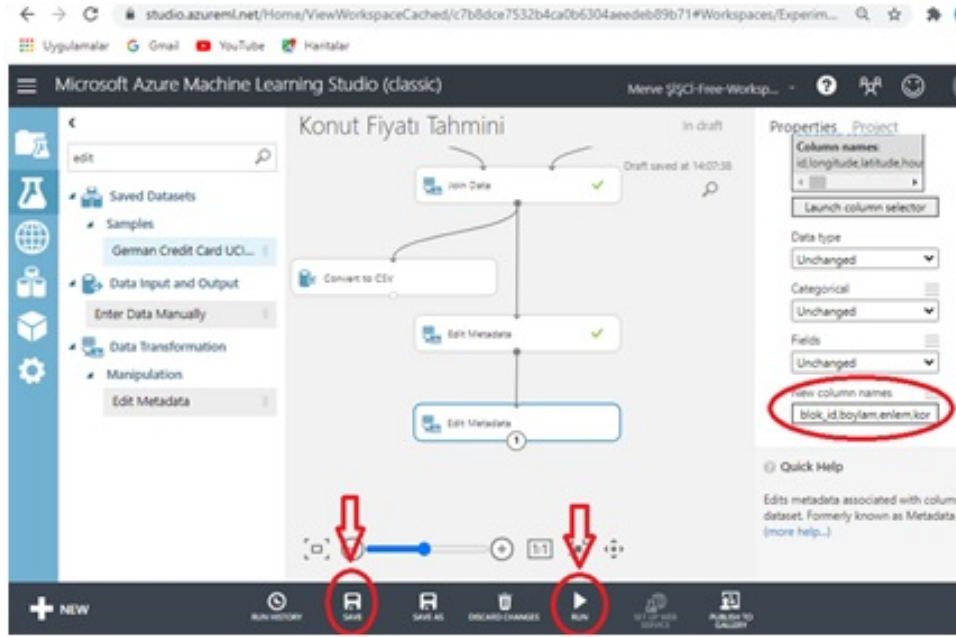 studio.azureml.net/Home/ViewWorkspaceCached/c7b8dce7532b4ca0b6304aeedeb89b71#Workspaces/Experim...
Uygulamalar Gmail YouTube Haritalar
Microsoft Azure Machine Learning Studio (classic)
Merve ŞİŞCİ-Free-Worksp...
edit
Saved Datasets
Samples
German Credit Card UCI...
Data Input and Output
Enter Data Manually
Data Transformation
Manipulation
Edit Metadata
Konut Fiyatı Tahmini
In draft
Draft saved at 14:07:38
Join Data
Convert to CSV
Edit Metadata
Edit Metadata
1
1:1
Properties Project
Column names:
id,longitude,latitude,hou
Launch column selector
Data type
Unchanged
Categorical
Unchanged
Fields
Unchanged
New column names
blok_id,boylam,enlem,kor
Quick Help
Edits metadata associated with colum
dataset. Formerly known as Metadata
(more help...)
NEW
RUN HISTORY
SAVE
SAVE AS
DISCARD CHANGES
RUN
SET UP WEB
SERVICE
PUBLISH TO
GALLERY